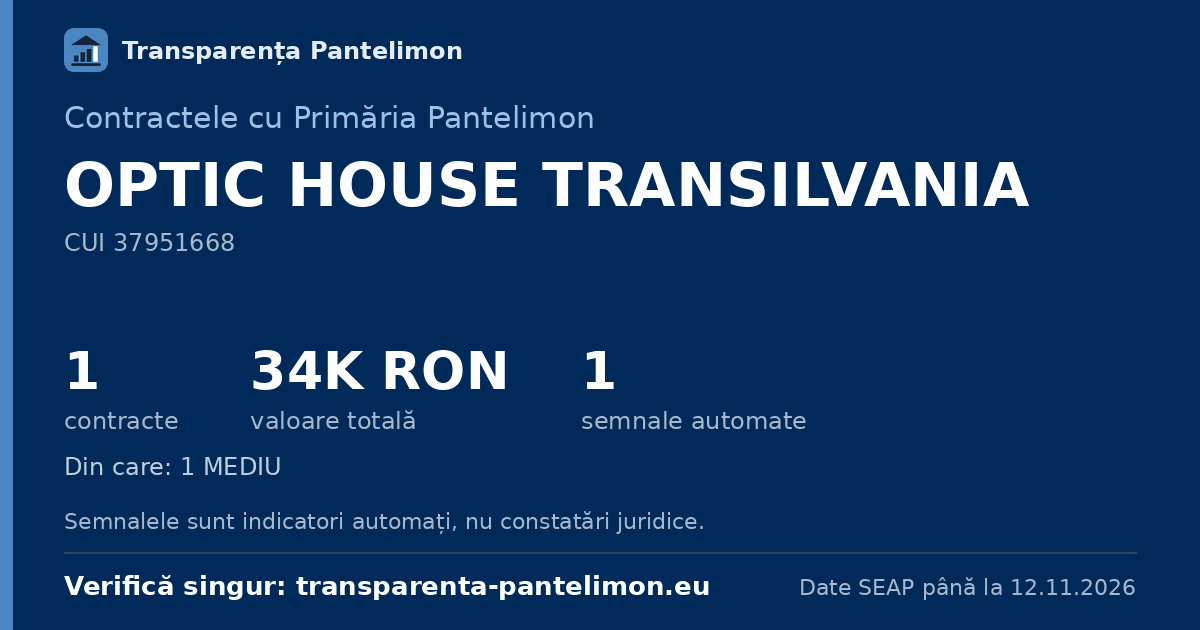 Transparența Pantelimon
Contractele cu Primăria Pantelimon
OPTIC HOUSE TRANSILVANIA
CUI 37951668
1 34K RON 1
contracte valoare totală semnale automate
Din care: 1 MEDIU
Semnalele sunt indicatori automați, nu constatări juridice.
Verifică singur: transparenta-pantelimon.eu Date SEAP până la 12.11.2026